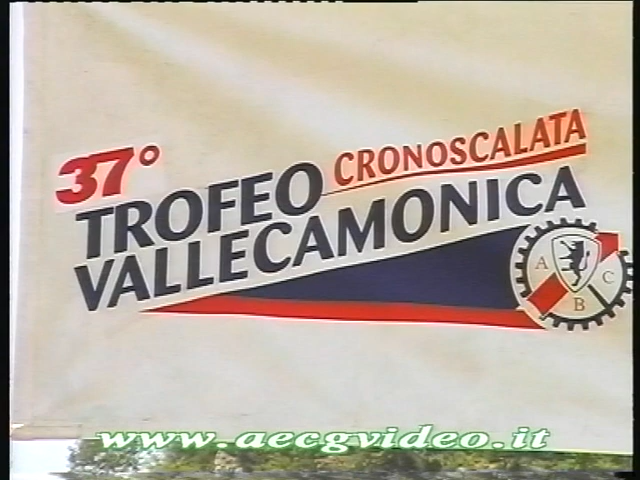 37°
CRONOSCALATA
TROFEO
VALLECAMONICA
A C
B
www.aecgvideo.it